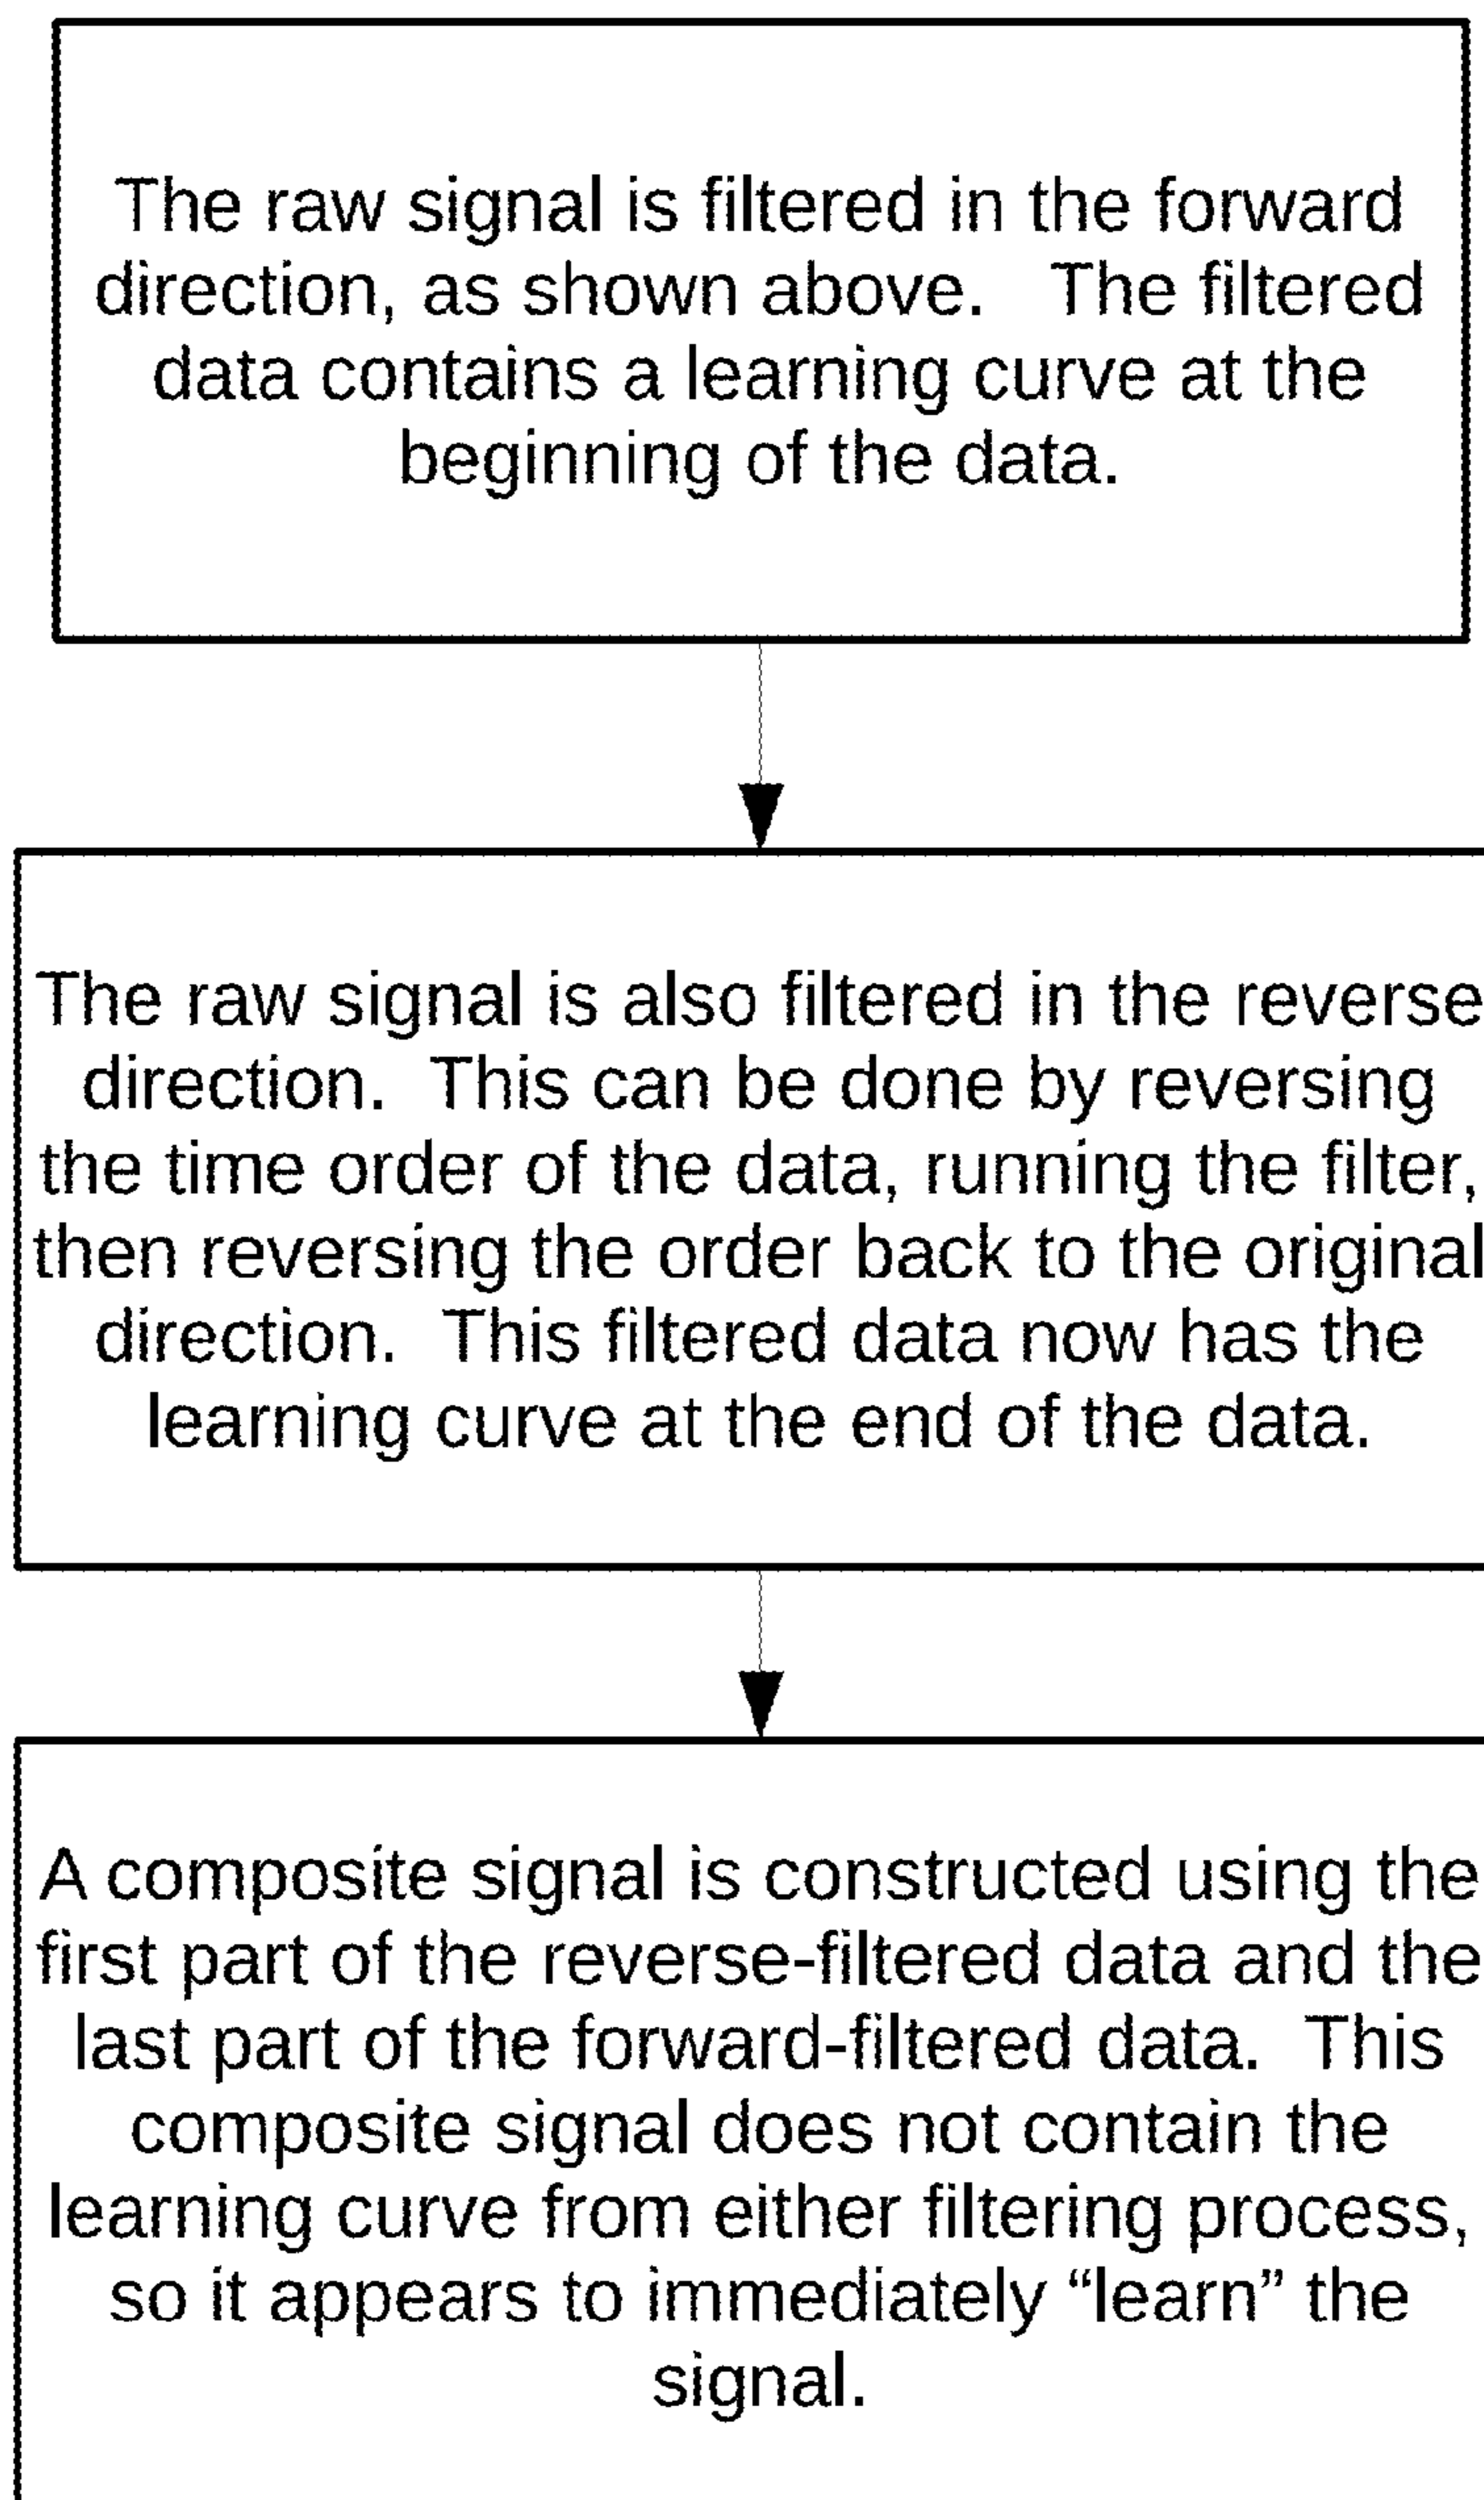 The raw signal is filtered in the forward
direction, as shown above.   The filtered
data contains a learning curve at the
beginning of the data.
The raw signal is also filtered in the reverse
direction.  This can be done by reversing
the time order of the data, running the filter,
then reversing the order back to the original
direction.  This filtered data now has the
learning curve at the end of the data.
A composite signal is constructed using the
first part of the reverse-filtered data and the
last part of the forward-filtered data.  This
composite signal does not contain the
learning curve from either filtering process,
so it appears to immediately “learn” the
signal.